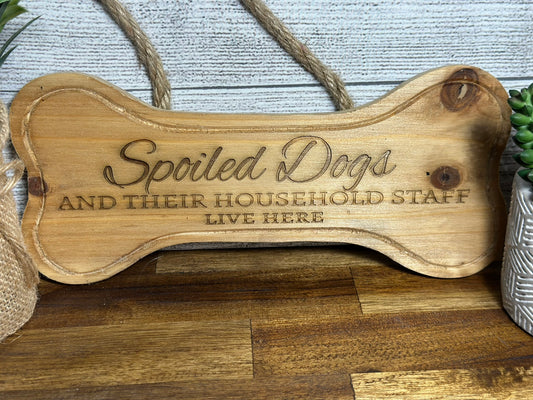 Spoiled Dogs
AND THEIR HOUSEHOLD STAFF
LIVE HERE